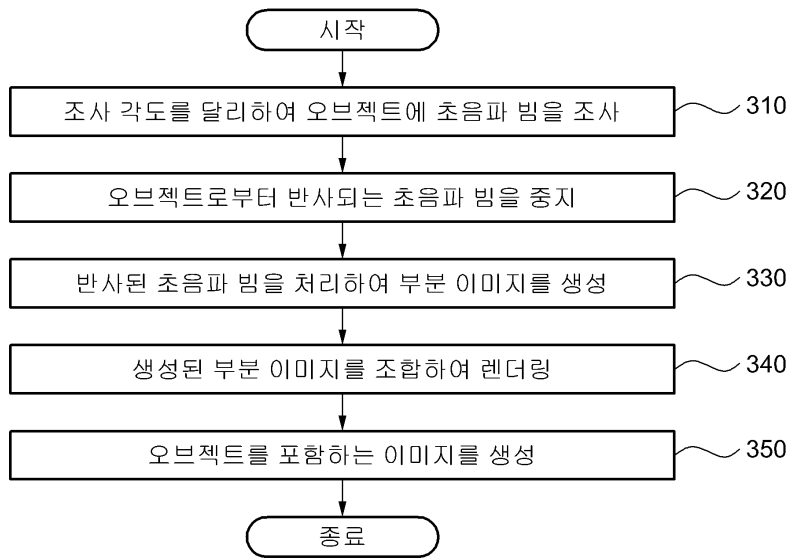 시작
조사 각도를 달리하여 오브젝트에 초음파 빔을 조사 310
오브젝트로부터 반사되는 초음파 빔을 중지 320
반사된 초음파 빔을 처리하여 부분 이미지를 생성 330
생성된 부분 이미지를 조합하여 렌더링 340
오브젝트를 포함하는 이미지를 생성 350
종료